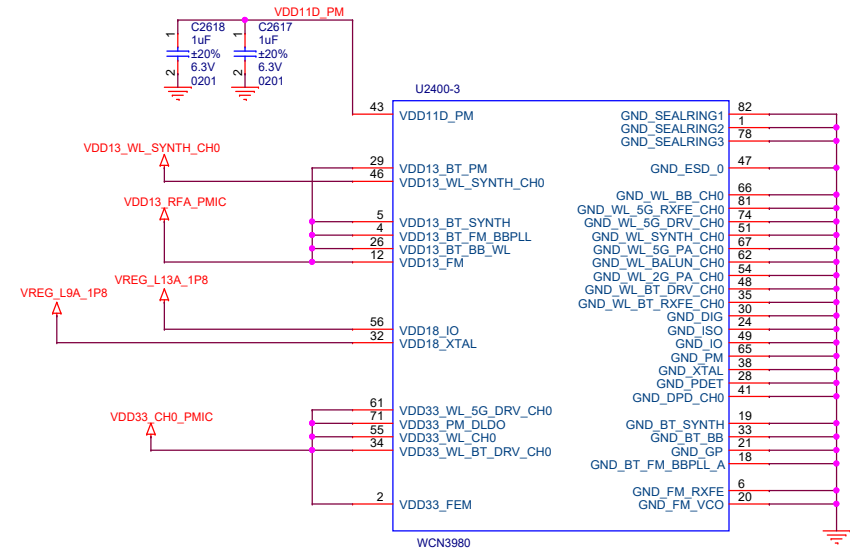 VDD11D_PM
C2618
1uF
±20%
6.3V
0201
1
2
C2617
1uF
±20%
6.3V
0201
1
2
U2400-3
43 VDD11D_PM
VDD13_WL_SYNTH_CH0
29 VDD13_BT_PM
46 VDD13_WL_SYNTH_CH0
VDD13_RFA_PMIC
5 VDD13_BT_SYNTH
4 VDD13_BT_FM_BBPLL
26 VDD13_BT_BB_WL
12 VDD13_FM
VREG_L13A_1P8
VREG_L9A_1P8
56 VDD18_IO
32 VDD18_XTAL
VDD33_CH0_PMIC
61 VDD33_WL_5G_DRV_CH0
71 VDD33_PM_DLDO
55 VDD33_WL_CH0
34 VDD33_WL_BT_DRV_CH0
2 VDD33_FEM
GND_SEALRING1 82
GND_SEALRING2 1
GND_SEALRING3 78
GND_ESD_0 47
GND_WL_BB_CH0 66
GND_WL_5G_RXFE_CH0 81
GND_WL_5G_DRV_CH0 74
GND_WL_SYNTH_CH0 51
GND_WL_5G_PA_CH0 67
GND_WL_BALUN_CH0 62
GND_WL_2G_PA_CH0 54
GND_WL_BT_DRV_CH0 48
GND_WL_BT_RXFE_CH0 35
GND_DIG 30
GND_ISO 24
GND_IO 49
GND_PM 65
GND_XTAL 38
GND_PDET 28
GND_DPD_CH0 41
GND_BT_SYNTH 19
GND_BT_BB 33
GND_GP 21
GND_BT_FM_BBPLL_A 18
GND_FM_RXFE 6
GND_FM_VCO 20
WCN3980